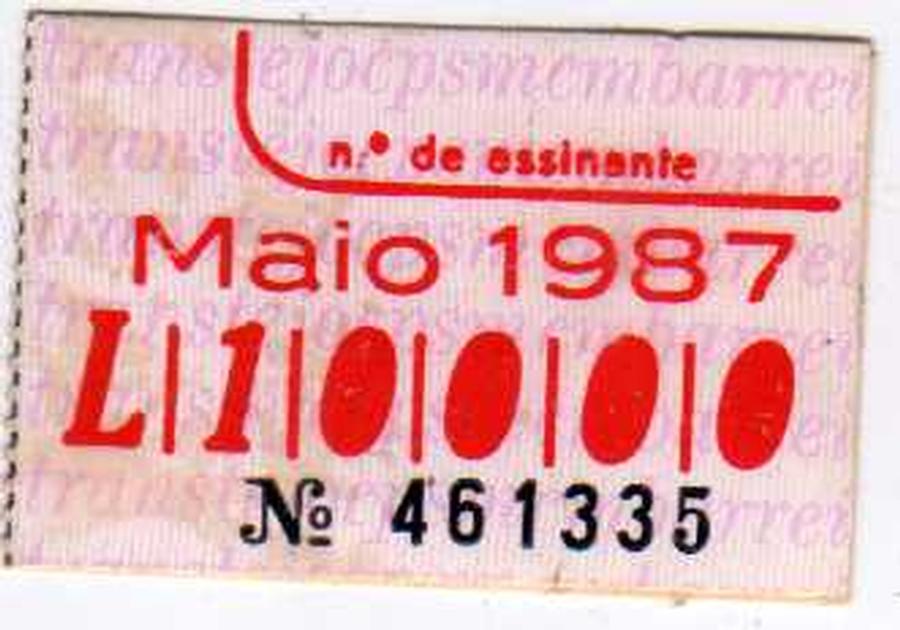 n.º de assinante
Maio 1987
L|1|0|0|0|0
№ 461335